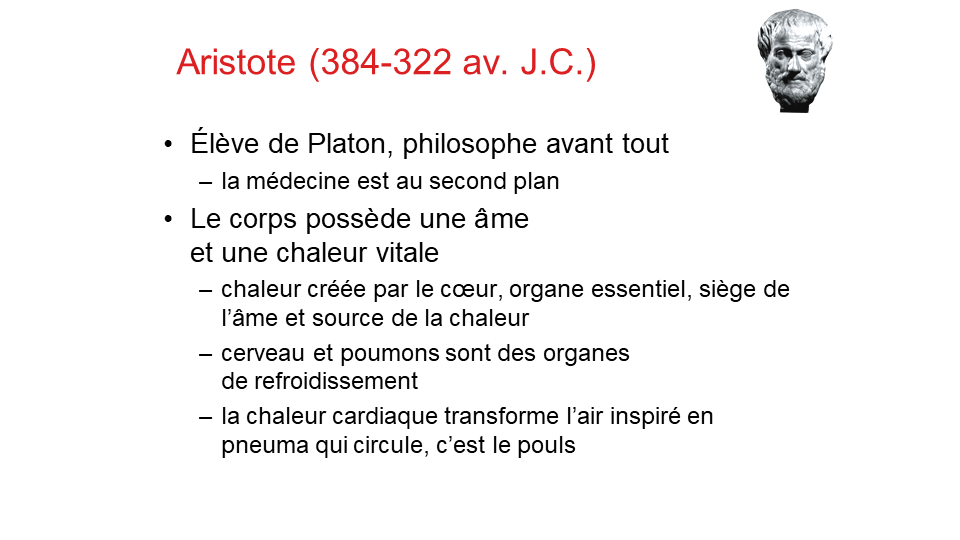 Aristote (384-322 av. J.C.)
• Élève de Platon, philosophe avant tout
– la médecine est au second plan
• Le corps possède une âme
et une chaleur vitale
– chaleur créée par le cœur, organe essentiel, siège de
l’âme et source de la chaleur
– cerveau et poumons sont des organes
de refroidissement
– la chaleur cardiaque transforme l’air inspiré en
pneuma qui circule, c’est le pouls